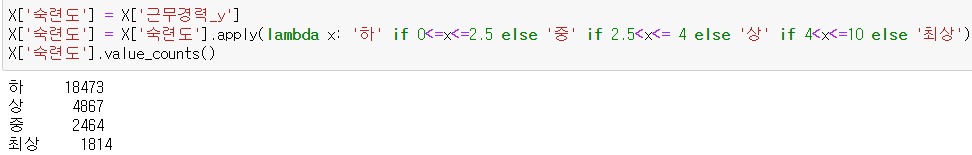 X['숙련도'] = X['근무경력_y']
X['숙련도'] = X['숙련도'].apply(lambda x: '하' if 0<=x<=2.5 else '중' if 2.5<x<= 4 else '상' if 4<x<=10 else '최상')
X['숙련도'].value_counts()
하 18473
상 4867
중 2464
최상 1814